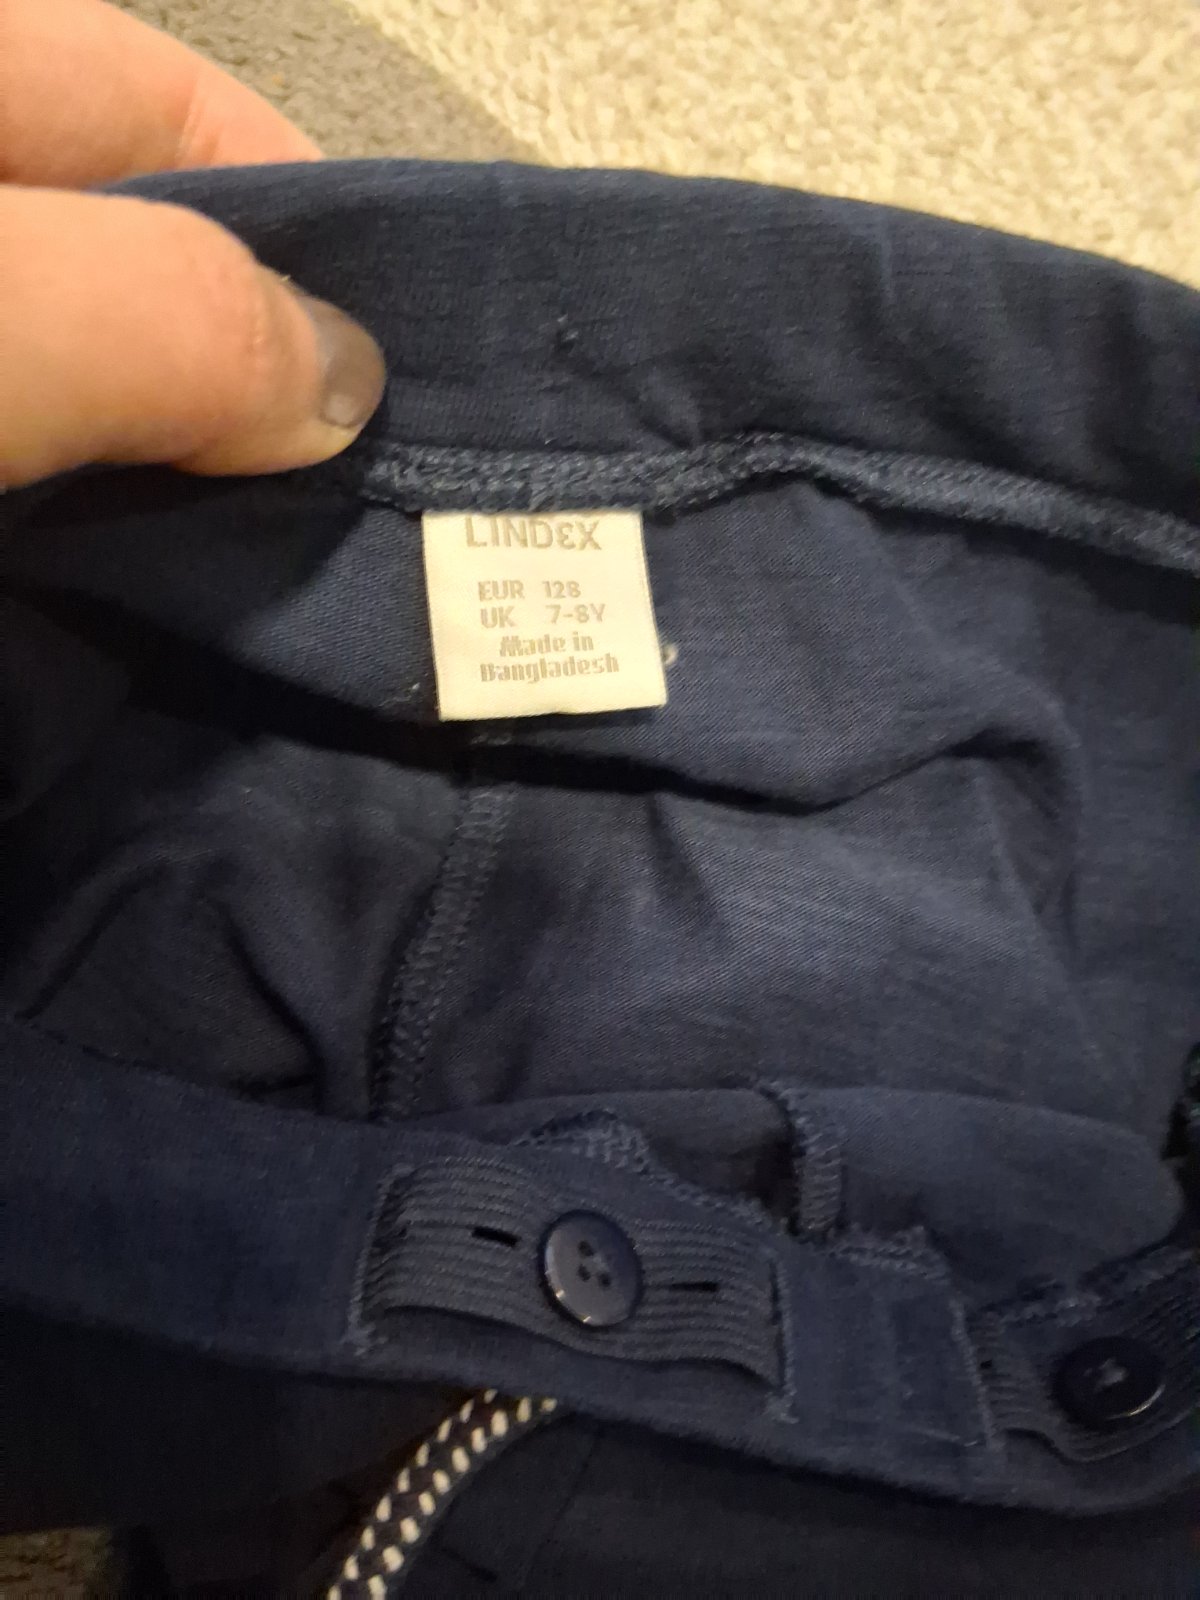 LINDEX
EUR 128
UK 7-8Y
Made in
Bangladesh